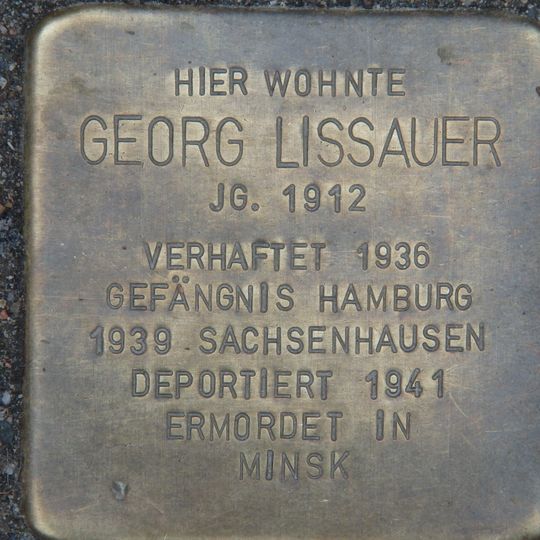 HIER WOHNTE
GEORG LISSAUER
JG. 1912
VERHAFTET 1936
GEFÄNGNIS HAMBURG
1939 SACHSENHAUSEN
DEPORTIERT 1941
ERMORDET IN
MINSK